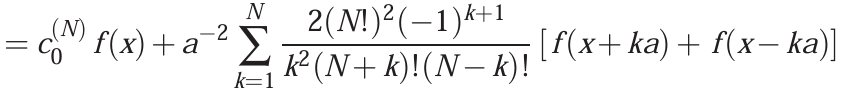 = c_0^{(N)} f(x) + a^{-2} \sum_{k=1}^{N} \frac{2(N!)^2(-1)^{k+1}}{k^2(N+k)!(N-k)!} [f(x+ka) + f(x-ka)]